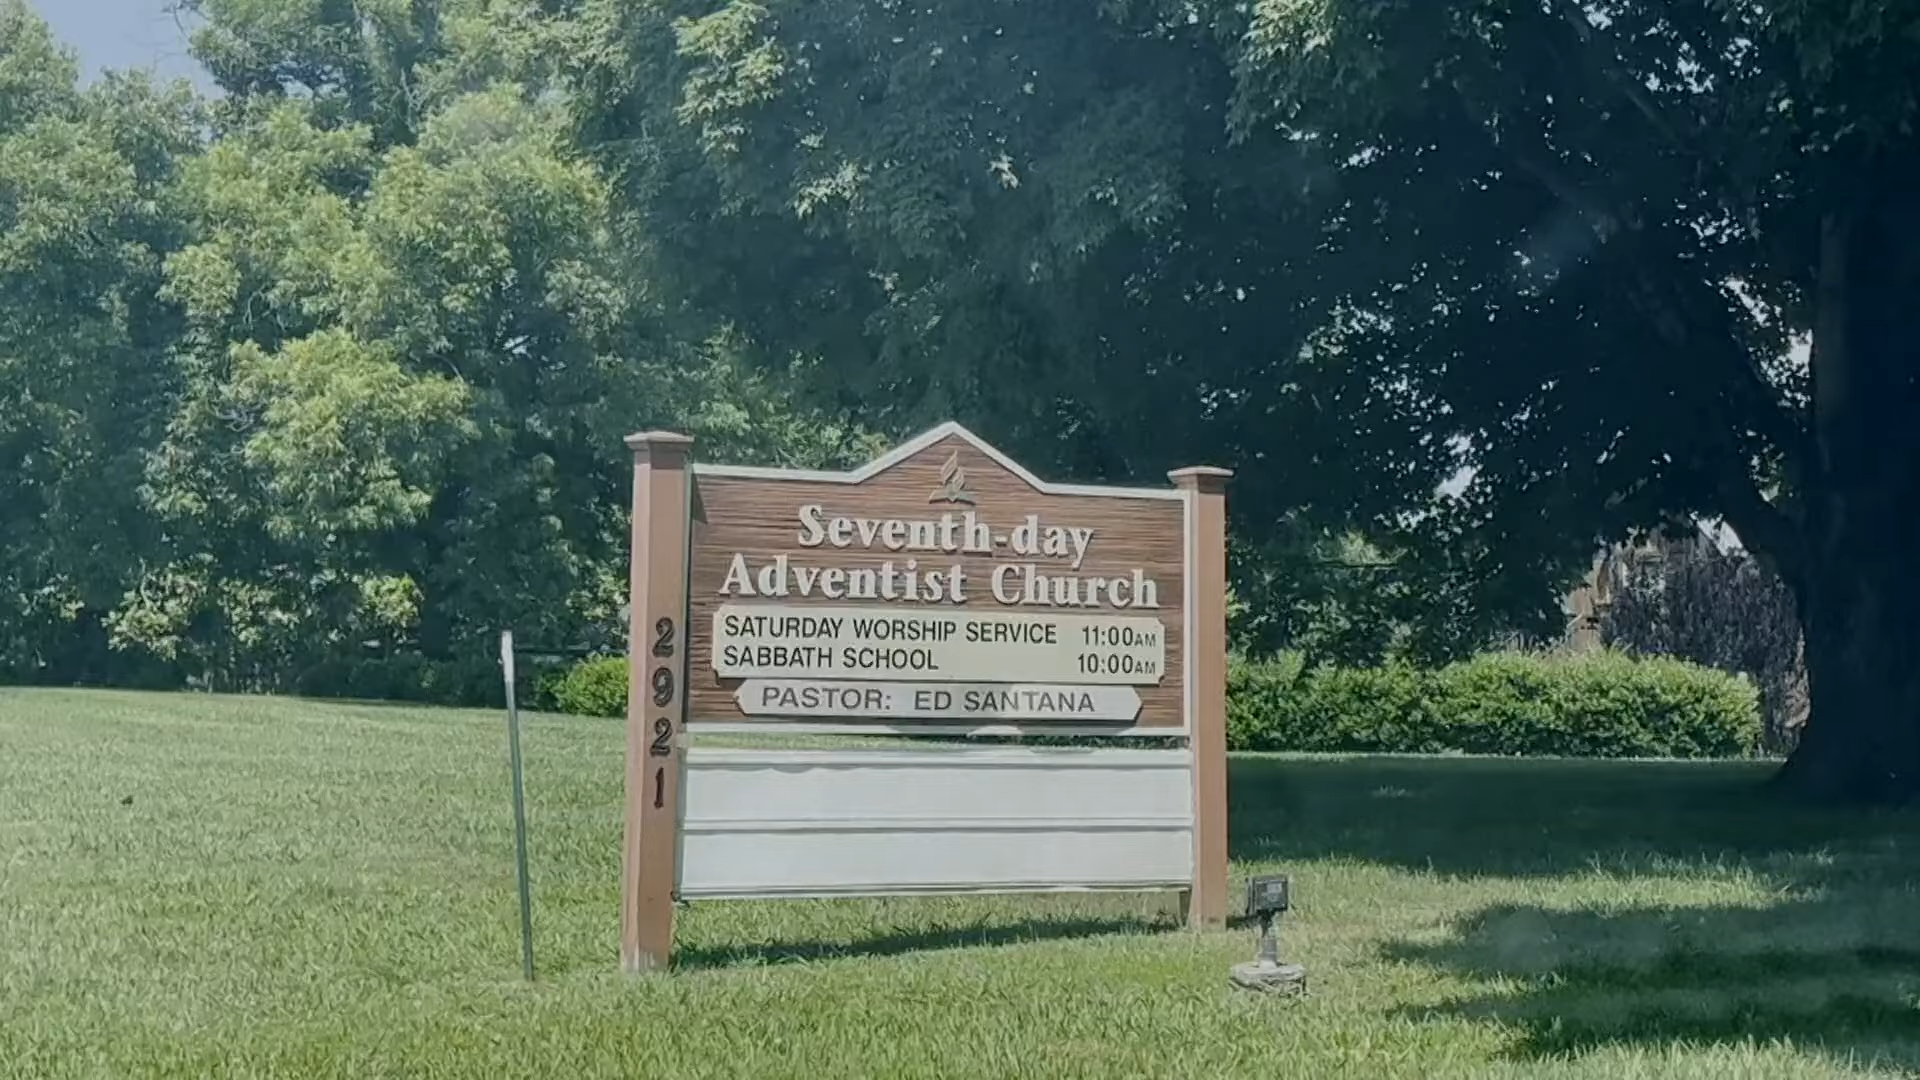 Seventh-day
Adventist Church
SATURDAY WORSHIP SERVICE 11:00AM
SABBATH SCHOOL 10:00AM
PASTOR: ED SANTANA
2921